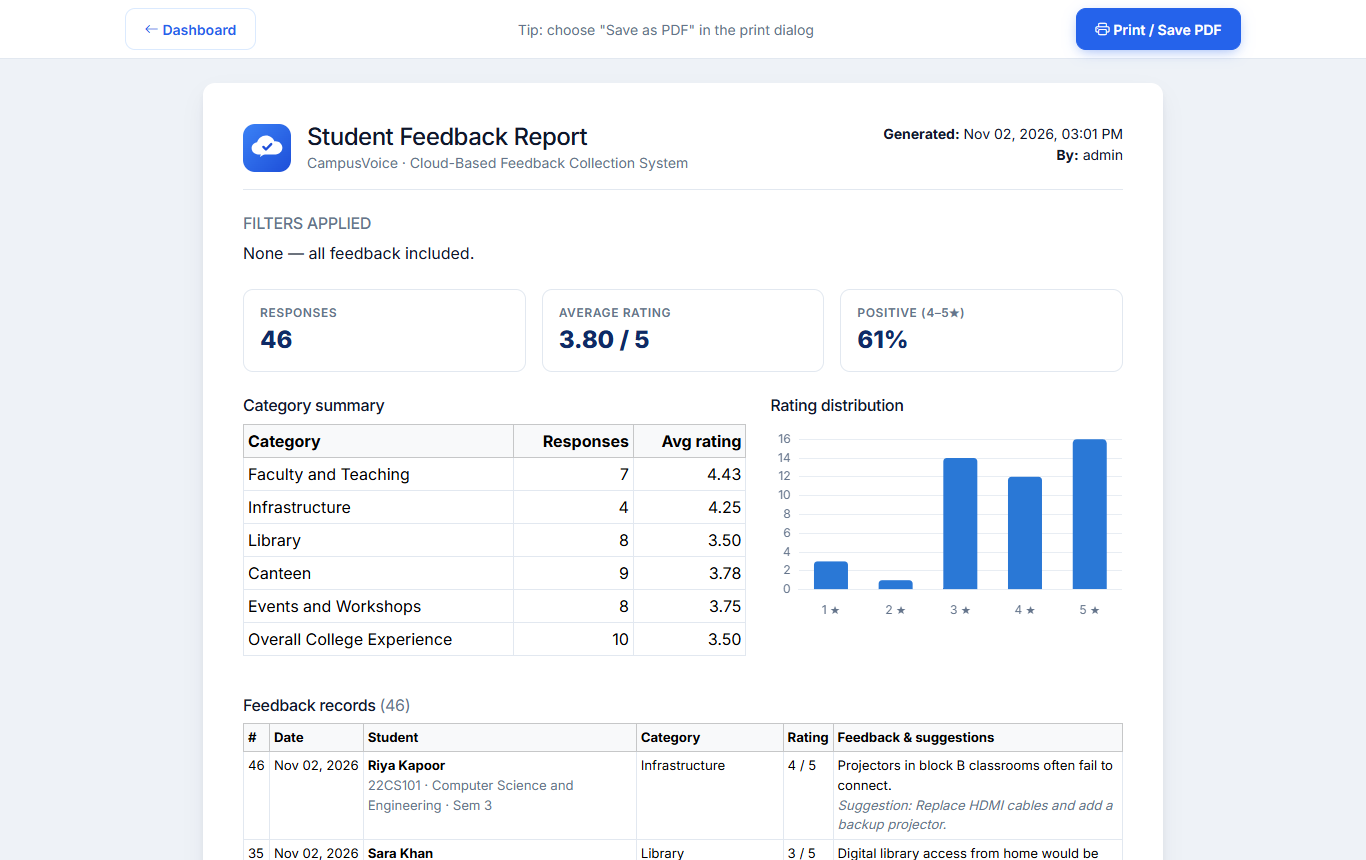 ← Dashboard
Tip: choose "Save as PDF" in the print dialog
Print / Save PDF
Student Feedback Report
CampusVoice · Cloud-Based Feedback Collection System
Generated: Nov 02, 2026, 03:01 PM
By: admin
FILTERS APPLIED
None — all feedback included.
RESPONSES
46
AVERAGE RATING
3.80 / 5
POSITIVE (4–5★)
61%
Category summary
Category Responses Avg rating
Faculty and Teaching 7 4.43
Infrastructure 4 4.25
Library 8 3.50
Canteen 9 3.78
Events and Workshops 8 3.75
Overall College Experience 10 3.50
Rating distribution
16
14
12
10
8
6
4
2
0
1 ★ 2 ★ 3 ★ 4 ★ 5 ★
Feedback records (46)
# Date Student Category Rating Feedback & suggestions
46 Nov 02, 2026 Riya Kapoor Infrastructure 4 / 5 Projectors in block B classrooms often fail to
22CS101 · Computer Science and connect.
Engineering · Sem 3 Suggestion: Replace HDMI cables and add a
backup projector.
35 Nov 02, 2026 Sara Khan Library 3 / 5 Digital library access from home would be